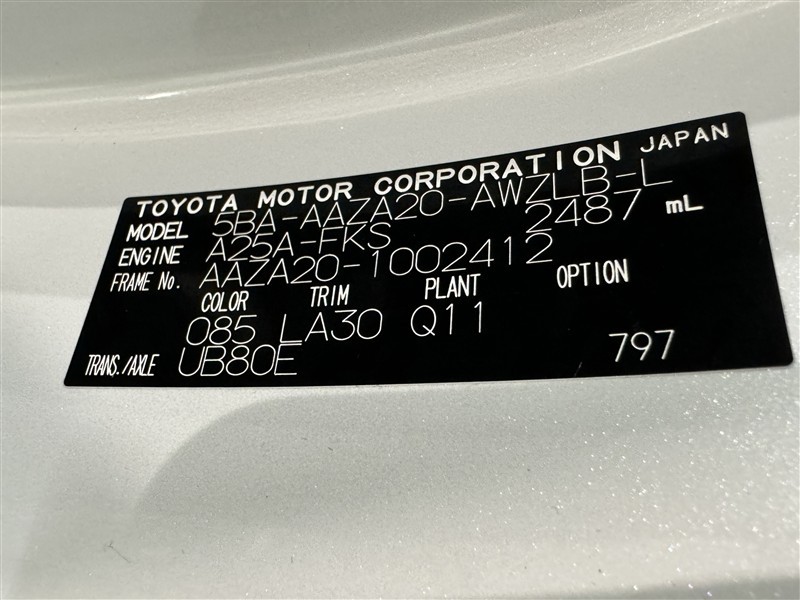 TOYOTA MOTOR CORPORATION JAPAN
MODEL 5BA-AAZA20-AWZLB-L
ENGINE A25A-FKS 2487 mL
FRAME No. AAZA20-1002412
COLOR TRIM PLANT OPTION
085 LA30 Q11
TRANS./AXLE UB80E 797